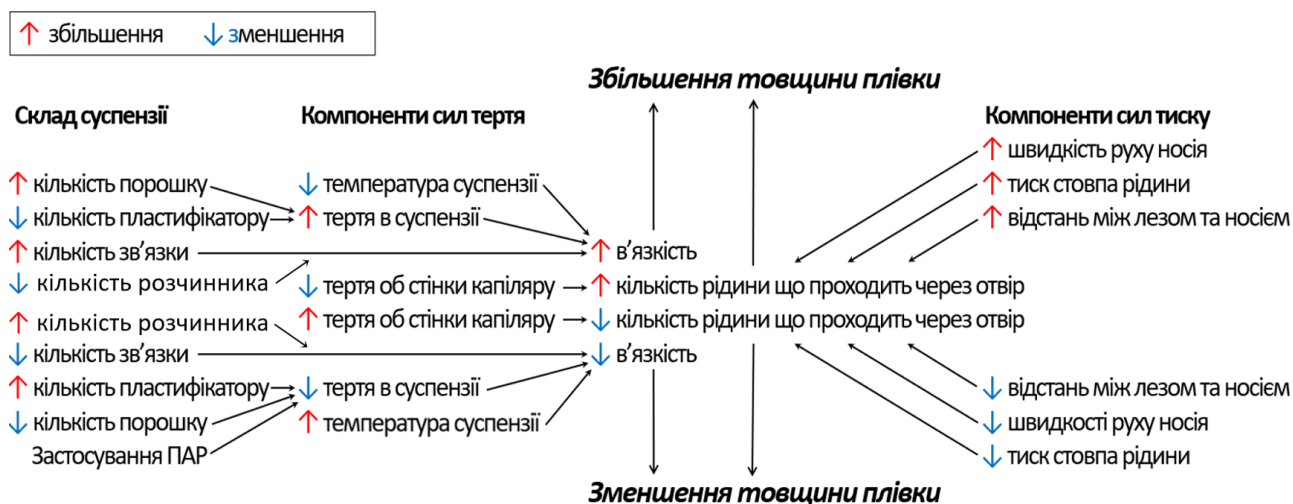 ↑ збільшення ↓ зменшення
Збільшення товщини плівки
Склад суспензії Компоненти сил тертя Компоненти сил тиску
↑ швидкість руху носія
↑ кількість порошку ↓ температура суспензії ↑ тиск стовпа рідини
↓ кількість пластифікатору ↑ тертя в суспензії ↑ відстань між лезом та носієм
↑ кількість зв’язки ↑ в’язкість
↓ кількість розчинника ↓ тертя об стінки капіляру ↑ кількість рідини що проходить через отвір
↑ кількість розчинника ↑ тертя об стінки капіляру ↓ кількість рідини що проходить через отвір
↓ кількість зв’язки ↓ в’язкість
↑ кількість пластифікатору ↓ тертя в суспензії ↓ відстань між лезом та носієм
↓ кількість порошку ↑ температура суспензії ↓ швидкості руху носія
Застосування ПАР ↓ тиск стовпа рідини
Зменшення товщини плівки